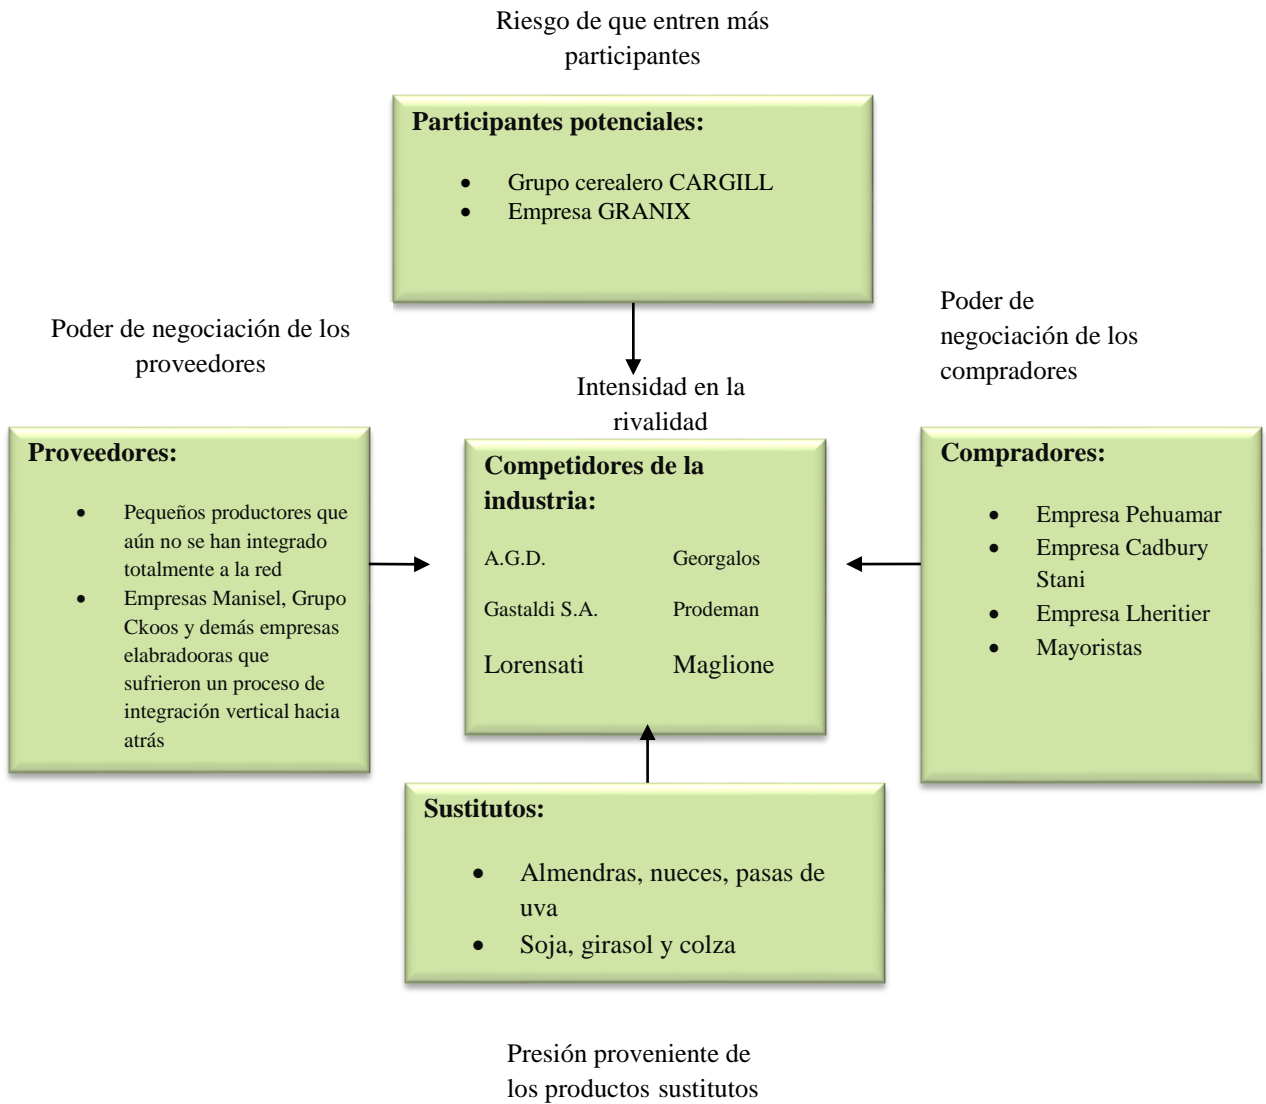 Riesgo de que entren más
participantes
Participantes potenciales:
• Grupo cerealero CARGILL
• Empresa GRANIX
Poder de negociación de los
proveedores
Poder de
negociación de los
compradores
Intensidad en la
rivalidad
Proveedores:
• Pequeños productores que
aún no se han integrado
totalmente a la red
• Empresas Manisel, Grupo
Ckoos y demás empresas
elabradooras que
sufrieron un proceso de
integración vertical hacia
atrás
Competidores de la
industria:
A.G.D. Georgalos
Gastaldi S.A. Prodeman
Lorensati Maglione
Compradores:
• Empresa Pehuamar
• Empresa Cadbury
Stani
• Empresa Lheritier
• Mayoristas
Sustitutos:
• Almendras, nueces, pasas de
uva
• Soja, girasol y colza
Presión proveniente de
los productos sustitutos